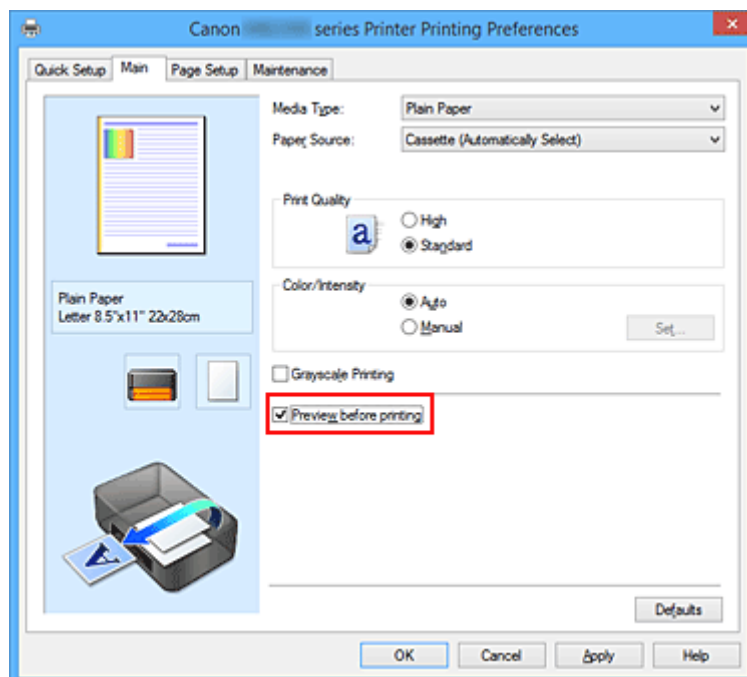 Canon series Printer Printing Preferences
Quick Setup Main Page Setup Maintenance
Media Type: Plain Paper
Paper Source: Cassette (Automatically Select)
Print Quality
a
High
Standard
Color/Intensity
Auto
Manual
Set...
Plain Paper
Letter 8.5"x11" 22x28cm
Grayscale Printing
Preview before printing
A
Defaults
OK Cancel Apply Help